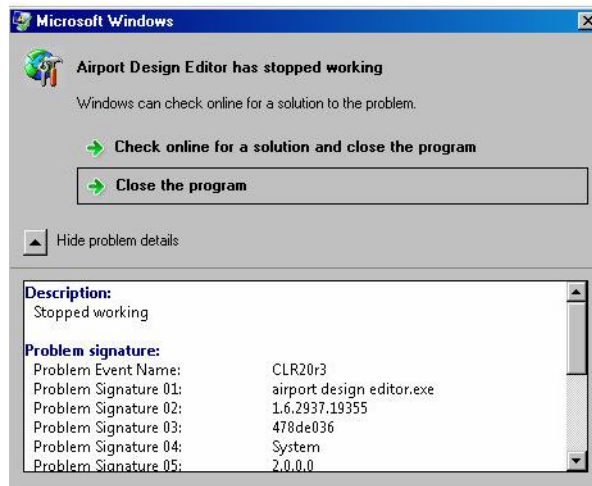 Microsoft Windows
Airport Design Editor has stopped working
Windows can check online for a solution to the problem.
Check online for a solution and close the program
Close the program
Hide problem details
Description:
Stopped working
Problem signature:
Problem Event Name: CLR20r3
Problem Signature 01: airport design editor.exe
Problem Signature 02: 1.6.2937.19355
Problem Signature 03: 478de036
Problem Signature 04: System
Problem Signature 05: 2.0.0.0